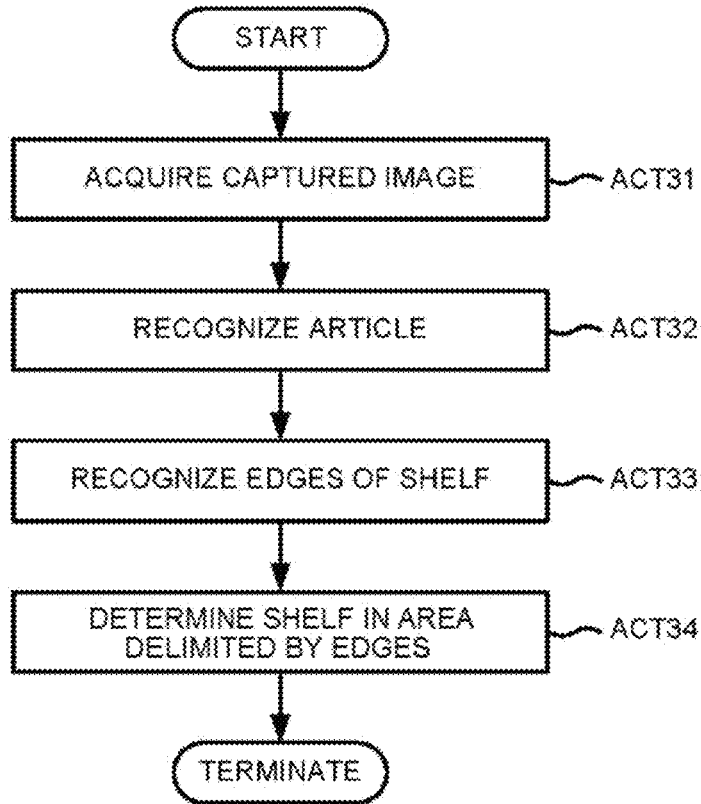 START
ACQUIRE CAPTURED IMAGE
ACT31
RECOGNIZE ARTICLE
ACT32
RECOGNIZE EDGES OF SHELF
ACT33
DETERMINE SHELF IN AREA
DELIMITED BY EDGES
ACT34
TERMINATE